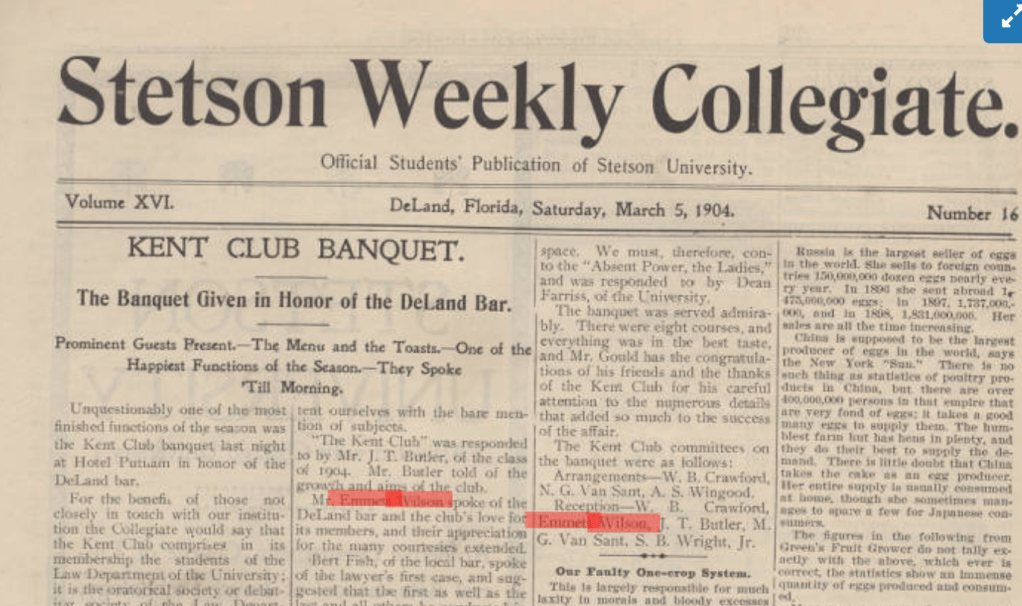 Stetson Weekly Collegiate.
Official Students' Publication of Stetson University.
Volume XVI.
DeLand, Florida, Saturday, March 5, 1904.
Number 16
KENT CLUB BANQUET.
The Banquet Given in Honor of the DeLand Bar.
Prominent Guests Present.—The Menu and the Toasts.—One of the
Happiest Functions of the Season.—They Spoke
'Till Morning.
Unquestionably one of the most
finished functions of the season was
the Kent Club banquet last night
at Hotel Putnam in honor of the
DeLand bar.
For the benefit of those not
closely in touch with our institu-
tion the Collegiate would say that
the Kent Club comprises in its
membership the students of the
Law Department of the University;
it is the oratorical society or debat-
ing society of the Law Depart-
tent ourselves with the bare men-
tion of subjects.
"The Kent Club" was responded
to by Mr. J. T. Butler, of the class
of 1904. Mr. Butler told of the
growth and aims of the club.
Mr. Emmett Wilson spoke of the
DeLand bar and the club's love for
its members, and their appreciation
for the many courtesies extended.
Bert Fish, of the local bar, spoke
of the lawyer's first case, and sug-
gested that the first as well as the
last and all others
space. We must, therefore, con-
to the "Absent Power, the Ladies,"
and was responded to by Dean
Farriss, of the University.
The banquet was served admira-
bly. There were eight courses, and
everything was in the best taste,
and Mr. Gould has the congratula-
tions of his friends and the thanks
of the Kent Club for his careful
attention to the numerous details
that added so much to the success
of the affair.
The Kent Club committees on
the banquet were as follows:
Arrangements—W. B. Crawford,
N. G. Van Sant, A. S. Wingood.
Reception—W. B. Crawford,
Emmett Wilson, J. T. Butler, M.
G. Van Sant, S. B. Wright, Jr.
Our Faulty One-crop System.
This is largely responsible for much
laxity in morals and bloody excesses
Russia is the largest seller of eggs
in the world. She sells to foreign coun-
tries 150,000,000 dozen eggs nearly eve-
ry year. In 1896 she sent abroad 1,-
475,000,000 eggs; in 1897, 1,737,000,-
000, and in 1898, 1,831,000,000. Her
sales are all the time increasing.
China is supposed to be the largest
producer of eggs in the world, says
the New York "Sun." There is no
such thing as statistics of poultry pro-
ducts in China, but there are over
400,000,000 persons in that empire that
are very fond of eggs; it takes a good
many eggs to supply them. The hum-
blest farm but has hens in plenty, and
they do their best to supply the de-
mand. There is little doubt that China
takes the cake as an egg producer.
Her entire supply is usually consumed
at home, though she sometimes man-
ages to spare a few for Japanese con-
sumers.
The figures in the following from
Green's Fruit Grower do not tally ex-
actly with the above, which ever is
correct, the statistics show an immense
quantity of eggs produced and consum-
ed.